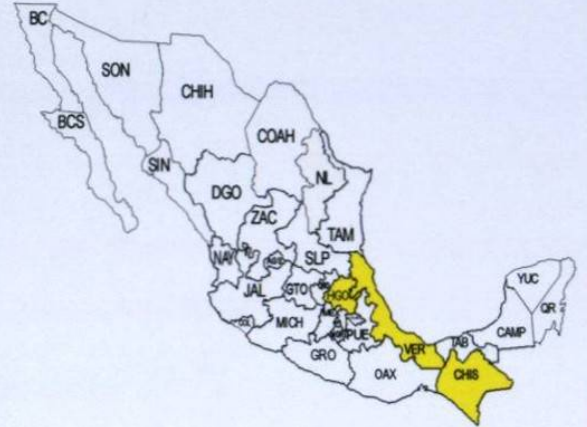 BC
SON
CHIH
BCS
COAH
SIN
NL
DGO
ZAC
TAM
NAY
SLP
YUC
JAL
GTO
HGO
QR
MICH
PUE
CAMP
VER
TAB
GRO
OAX
CHIS